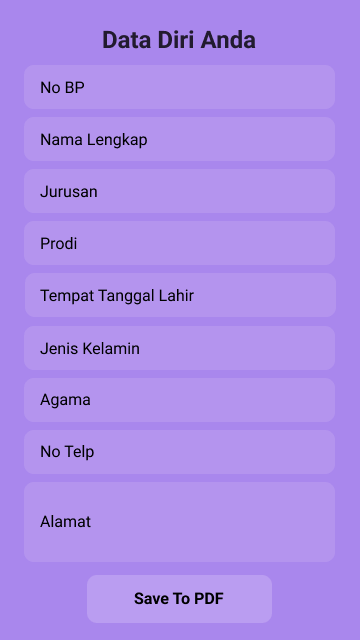 Data Diri Anda
No BP
Nama Lengkap
Jurusan
Prodi
Tempat Tanggal Lahir
Jenis Kelamin
Agama
No Telp
Alamat
Save To PDF